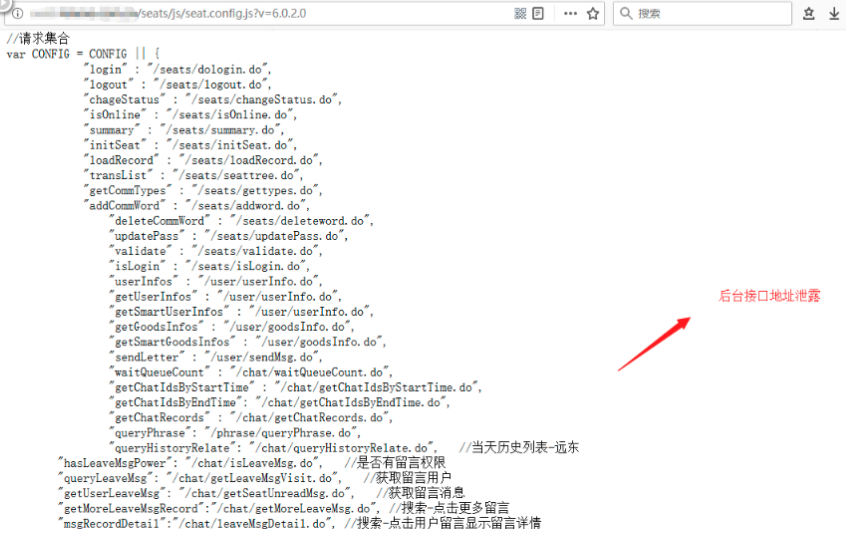 /seats/js/seat.config.js?v=6.0.2.0
搜索
//请求集合
var CONFIG = CONFIG || {
"login" : "/seats/dologin.do",
"logout" : "/seats/logout.do",
"chageStatus" : "/seats/changeStatus.do",
"isOnline" : "/seats/isOnline.do",
"summary" : "/seats/summary.do",
"initSeat" : "/seats/initSeat.do",
"loadRecord" : "/seats/loadRecord.do",
"transList" : "/seats/seattree.do",
"getCommTypes" : "/seats/gettypes.do",
"addCommWord" : "/seats/addword.do",
"deleteCommWord" : "/seats/deleteword.do",
"updatePass" : "/seats/updatePass.do",
"validate" : "/seats/validate.do",
"isLogin" : "/seats/isLogin.do",
"userInfos" : "/user/userInfo.do",
"getUserInfos" : "/user/userInfo.do",
"getSmartUserInfos" : "/user/userInfo.do",
"getGoodsInfos" : "/user/goodsInfo.do",
"getSmartGoodsInfos" : "/user/goodsInfo.do",
"sendLetter" : "/user/sendMsg.do",
"waitQueueCount" : "/chat/waitQueueCount.do",
"getChatIdsByStartTime" : "/chat/getChatIdsByStartTime.do",
"getChatIdsByEndTime": "/chat/getChatIdsByEndTime.do",
"getChatRecords" : "/chat/getChatRecords.do",
"queryPhrase" : "/phrase/queryPhrase.do",
"queryHistoryRelate": "/chat/queryHistoryRelate.do", //当天历史列表-远东
"hasLeaveMsgPower": "/chat/isLeaveMsg.do", //是否有留言权限
"queryLeaveMsg" : "/chat/getLeaveMsgVisit.do", //获取留言用户
"getUserLeaveMsg" : "/chat/getSeatUnreadMsg.do", //获取留言消息
"getMoreLeaveMsgRecord":"/chat/getMoreLeaveMsg.do", //搜索-点击更多留言
"msgRecordDetail":"/chat/leaveMsgDetail.do", //搜索-点击用户留言显示留言详情
后台接口地址泄露